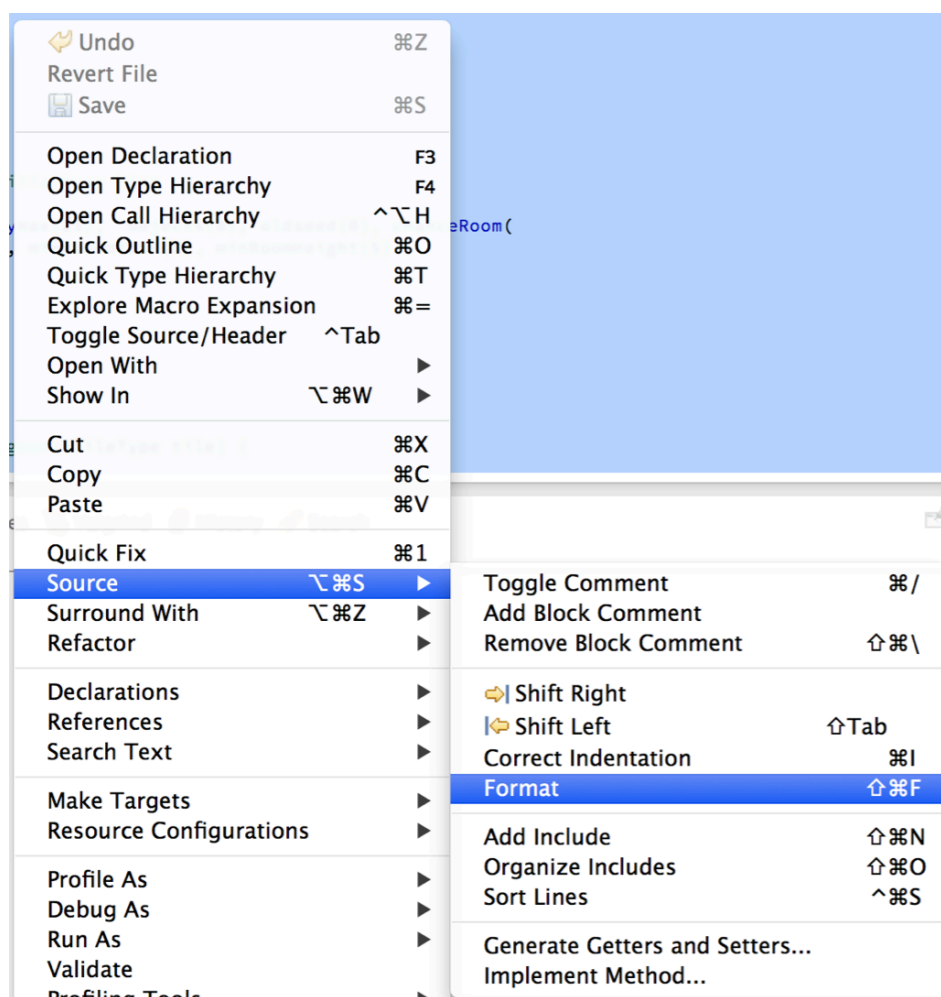 Undo ⌘Z
Revert File
Save ⌘S
Open Declaration F3
Open Type Hierarchy F4
Open Call Hierarchy ^⌥H
eRoom(
Quick Outline ⌘O
Quick Type Hierarchy ⌘T
Explore Macro Expansion ⌘=
Toggle Source/Header ^Tab
Open With ▶
Show In ⌥⌘W ▶
Cut ⌘X
Copy ⌘C
Paste ⌘V
Quick Fix ⌘1
Source ⌥⌘S ▶
Surround With ⌥⌘Z ▶
Refactor ▶
Declarations ▶
References ▶
Search Text ▶
Make Targets ▶
Resource Configurations ▶
Profile As ▶
Debug As ▶
Run As ▶
Validate
Profiling Tools ▶
Toggle Comment ⌘/
Add Block Comment
Remove Block Comment ⇧⌘\
Shift Right
Shift Left ⇧Tab
Correct Indentation ⌘I
Format ⇧⌘F
Add Include ⇧⌘N
Organize Includes ⇧⌘O
Sort Lines ^⌘S
Generate Getters and Setters...
Implement Method...